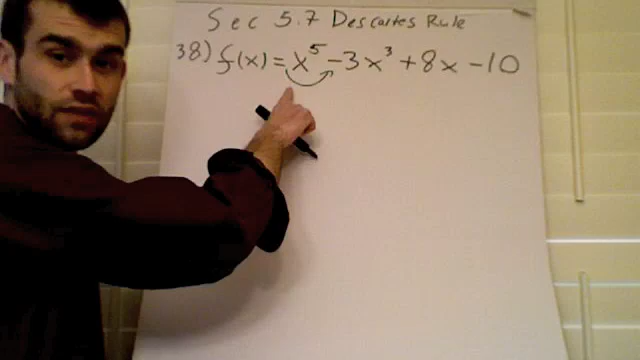 Sec 5.7 Descartes Rule
38) f(x) = x⁵ - 3x³ + 8x - 10